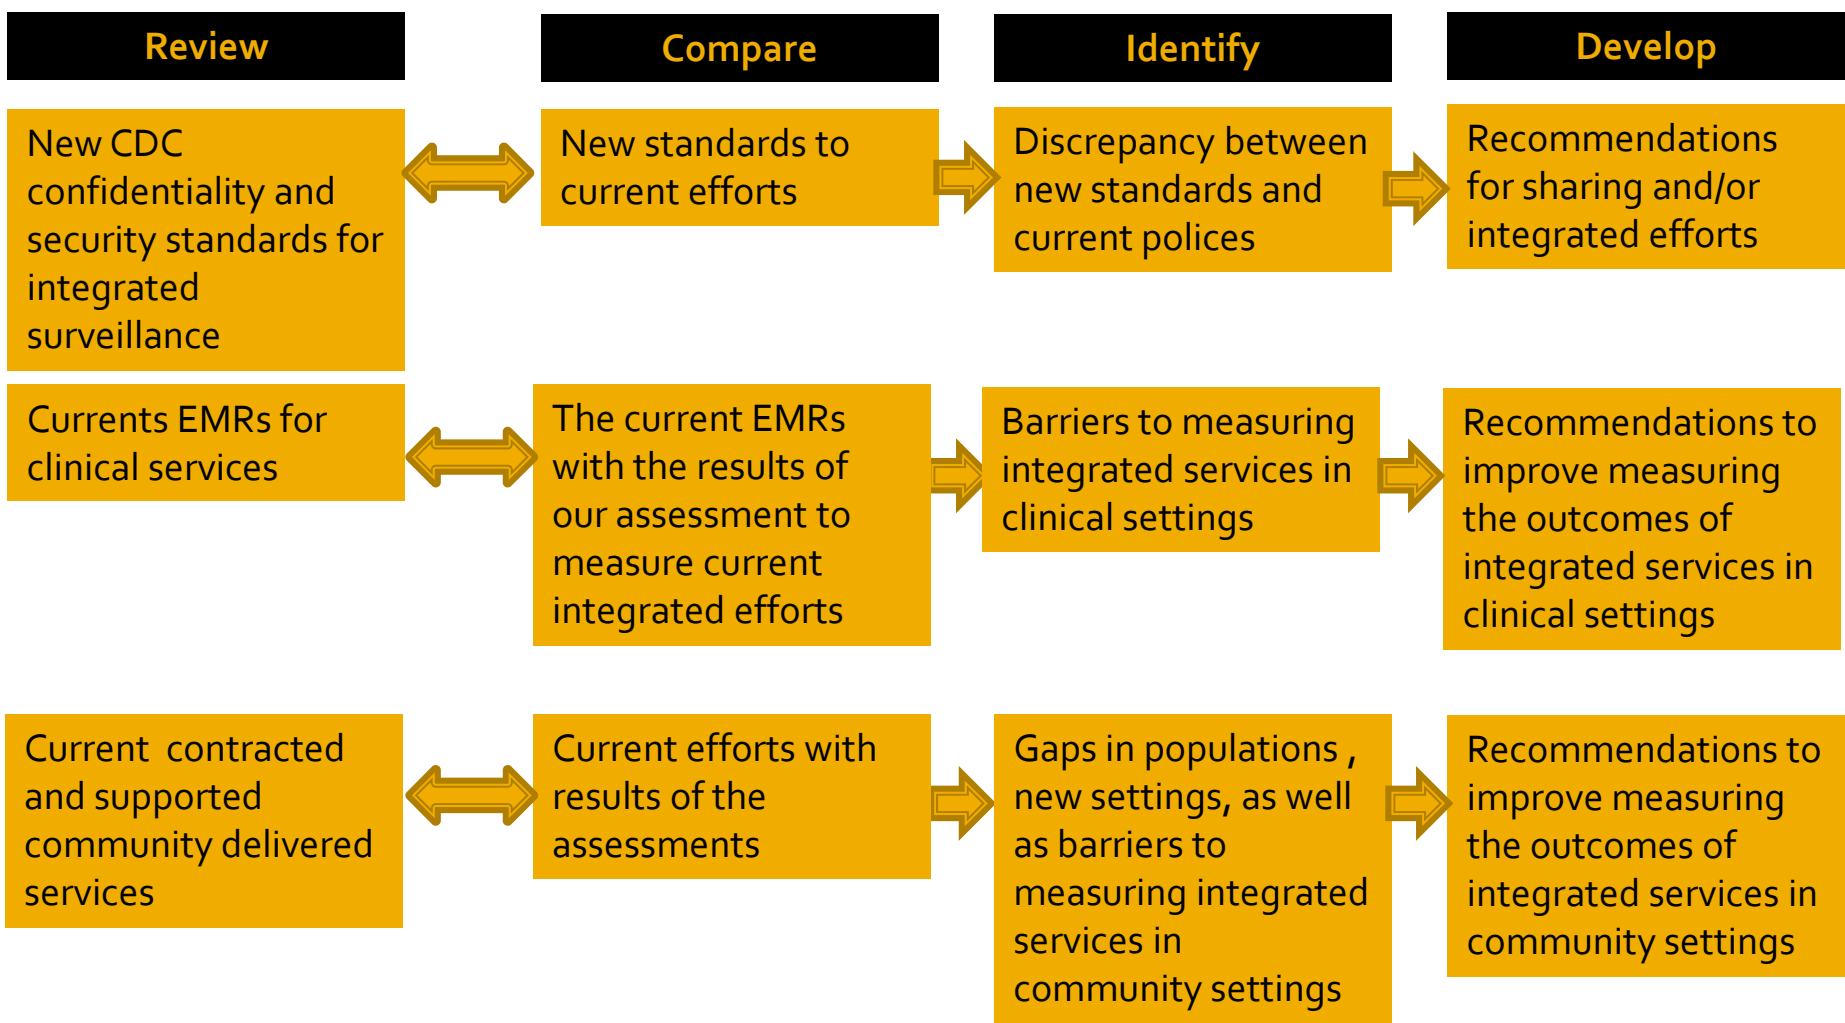 Review
Compare
Identify
Develop
New CDC
confidentiality and
security standards for
integrated
surveillance
New standards to
current efforts
Discrepancy between
new standards and
current polices
Recommendations
for sharing and/or
integrated efforts
Currents EMRs for
clinical services
The current EMRs
with the results of
our assessment to
measure current
integrated efforts
Barriers to measuring
integrated services in
clinical settings
Recommendations to
improve measuring
the outcomes of
integrated services in
clinical settings
Current  contracted
and supported
community delivered
services
Current efforts with
results of the
assessments
Gaps in populations ,
new settings, as well
as barriers to
measuring integrated
services in
community settings
Recommendations to
improve measuring
the outcomes of
integrated services in
community settings